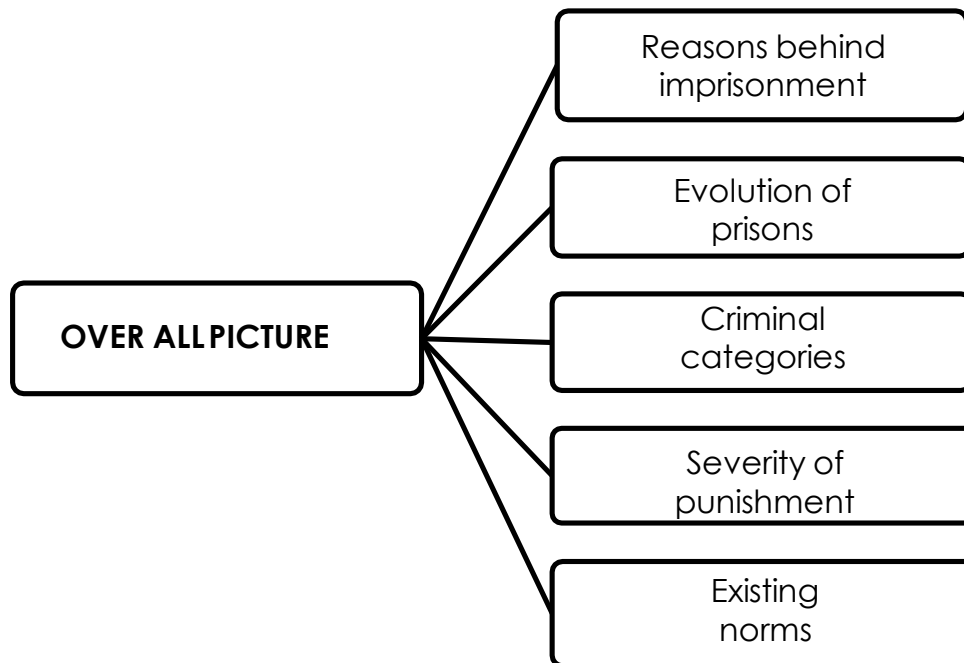 Reasons behind
imprisonment
Evolution of
prisons
OVER ALL PICTURE
Criminal
categories
Severity of
punishment
Existing
norms